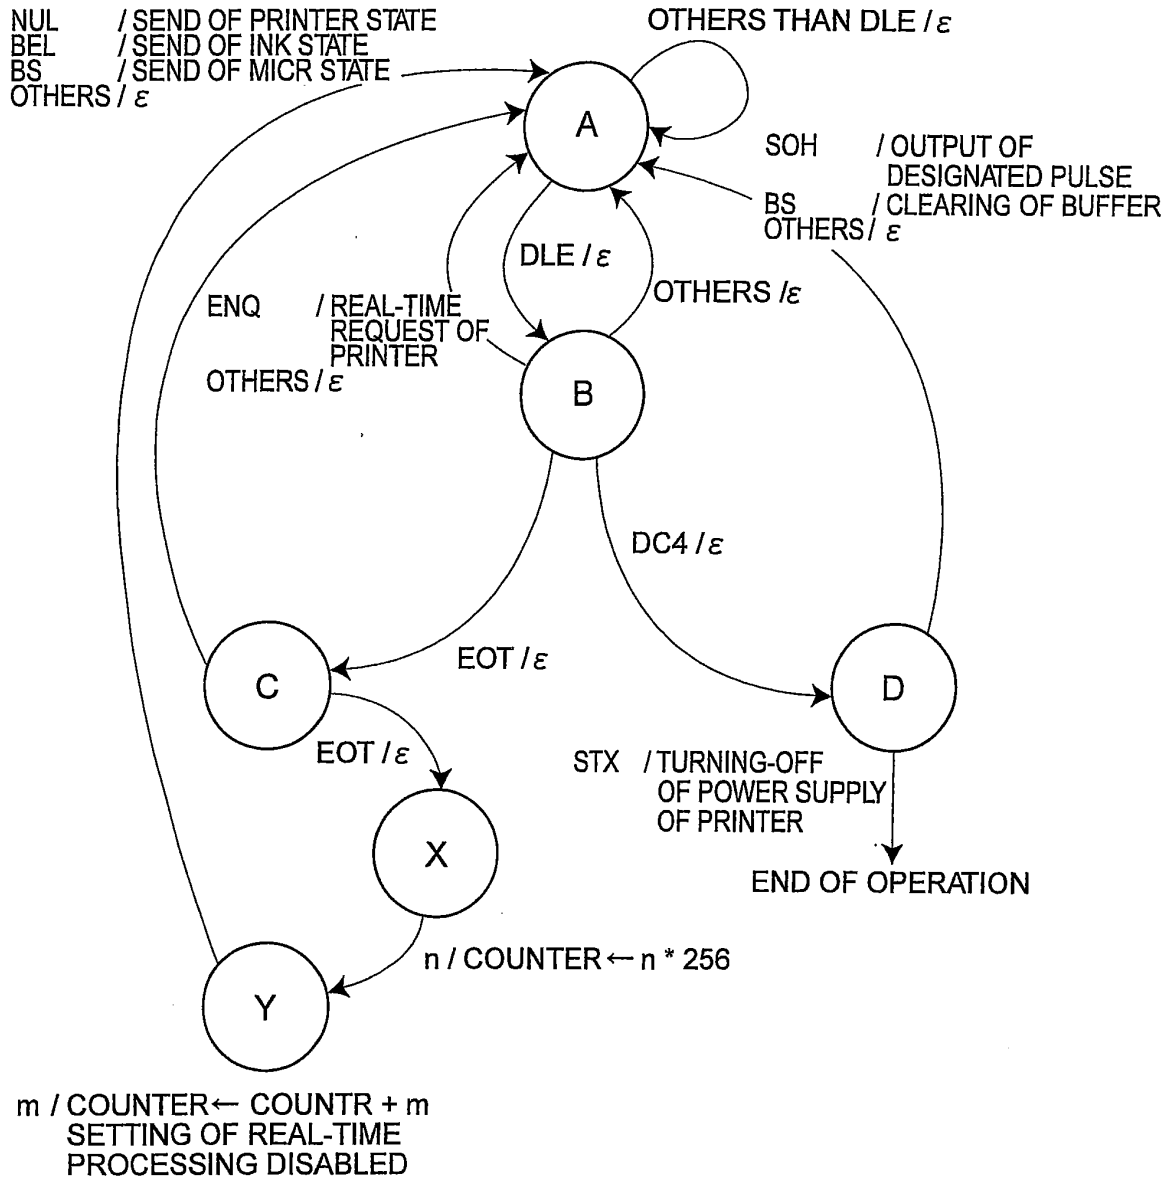 NUL / SEND OF PRINTER STATE
BEL / SEND OF INK STATE
BS / SEND OF MICR STATE
OTHERS / ε
OTHERS THAN DLE / ε
A
SOH / OUTPUT OF
DESIGNATED PULSE
BS / CLEARING OF BUFFER
OTHERS / ε
DLE / ε
OTHERS / ε
ENQ / REAL-TIME
REQUEST OF
PRINTER
OTHERS / ε
B
DC4 / ε
EOT / ε
C
D
EOT / ε
STX / TURNING-OFF
OF POWER SUPPLY
OF PRINTER
X
END OF OPERATION
n / COUNTER ← n * 256
Y
m / COUNTER ← COUNTR + m
SETTING OF REAL-TIME
PROCESSING DISABLED